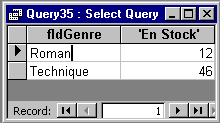 Query35 : Select Query
fldGenre 'En Stock'
Roman 12
Technique 46
Record: 1